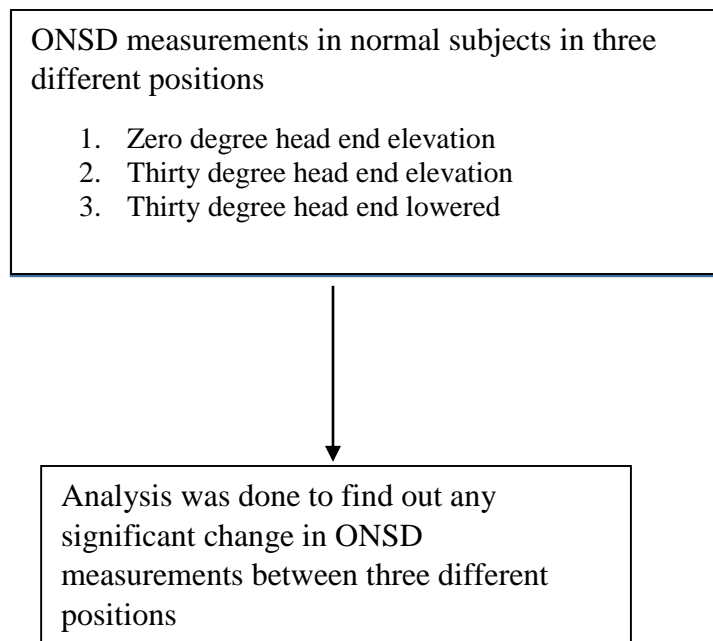 ONSD measurements in normal subjects in three
different positions
1. Zero degree head end elevation
2. Thirty degree head end elevation
3. Thirty degree head end lowered
Analysis was done to find out any
significant change in ONSD
measurements between three different
positions